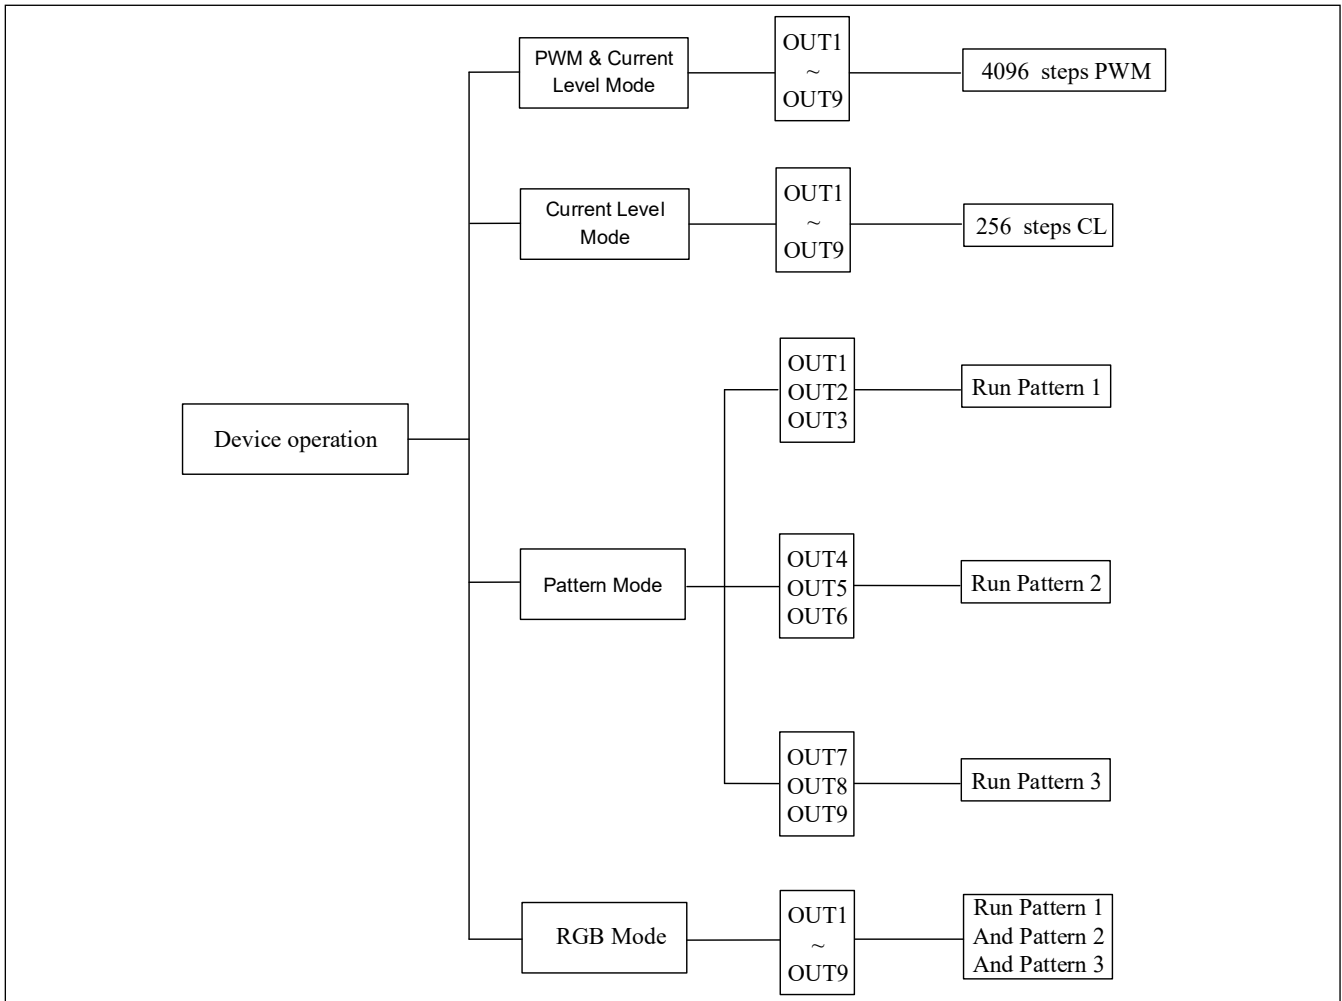 PWM & Current
Level Mode
OUT1
~
OUT9
4096 steps PWM
Current Level
Mode
OUT1
~
OUT9
256 steps CL
Device operation
Pattern Mode
OUT1
OUT2
OUT3
Run Pattern 1
OUT4
OUT5
OUT6
Run Pattern 2
OUT7
OUT8
OUT9
Run Pattern 3
RGB Mode
OUT1
~
OUT9
Run Pattern 1
And Pattern 2
And Pattern 3